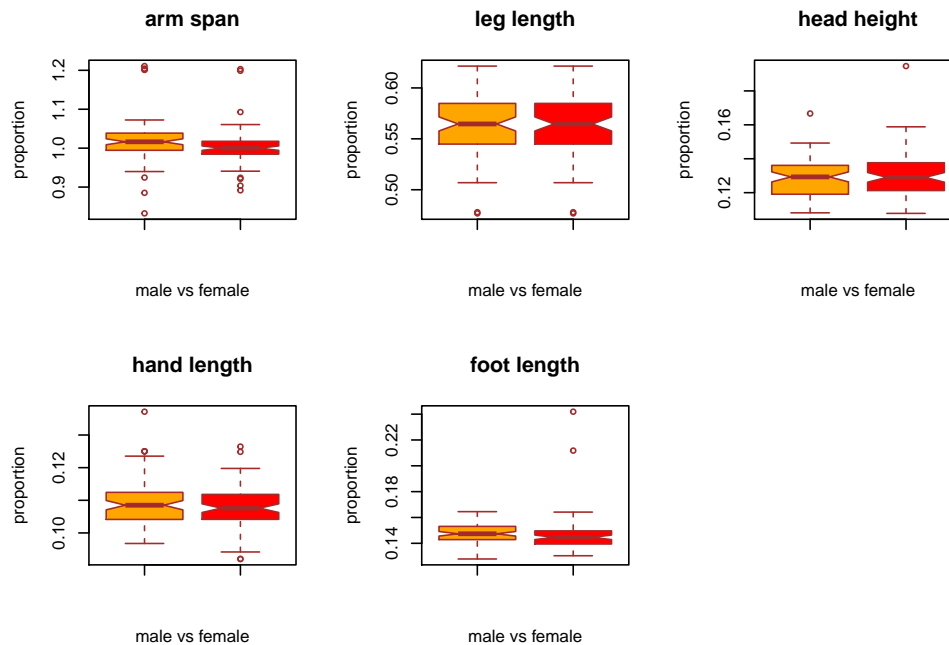 arm span
proportion
0.9 1.0 1.1 1.2
male vs female
leg length
proportion
0.50 0.55 0.60
male vs female
head height
proportion
0.12 0.16
male vs female
hand length
proportion
0.10 0.12
male vs female
foot length
proportion
0.14 0.18 0.22
male vs female